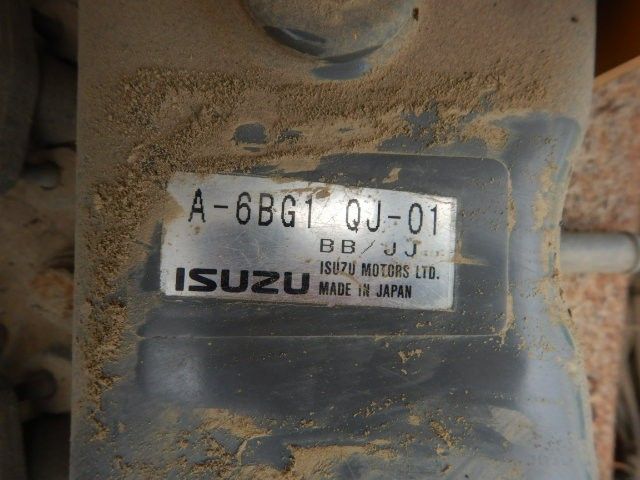 A-6BG1 QJ-01
BB/JJ
ISUZU MOTORS LTD.
ISUZU MADE IN JAPAN